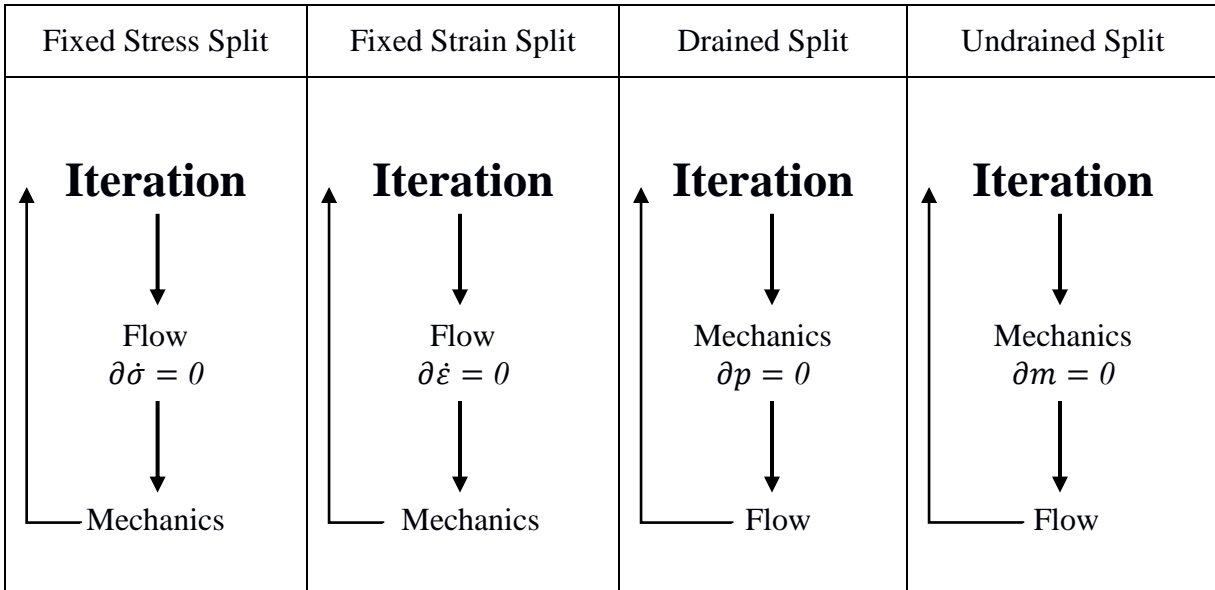 Fixed Stress Split
Fixed Strain Split
Drained Split
Undrained Split
Iteration
Flow
∂σ̇ = 0
Mechanics
Iteration
Flow
∂ε̇ = 0
Mechanics
Iteration
Mechanics
∂p = 0
Flow
Iteration
Mechanics
∂m = 0
Flow